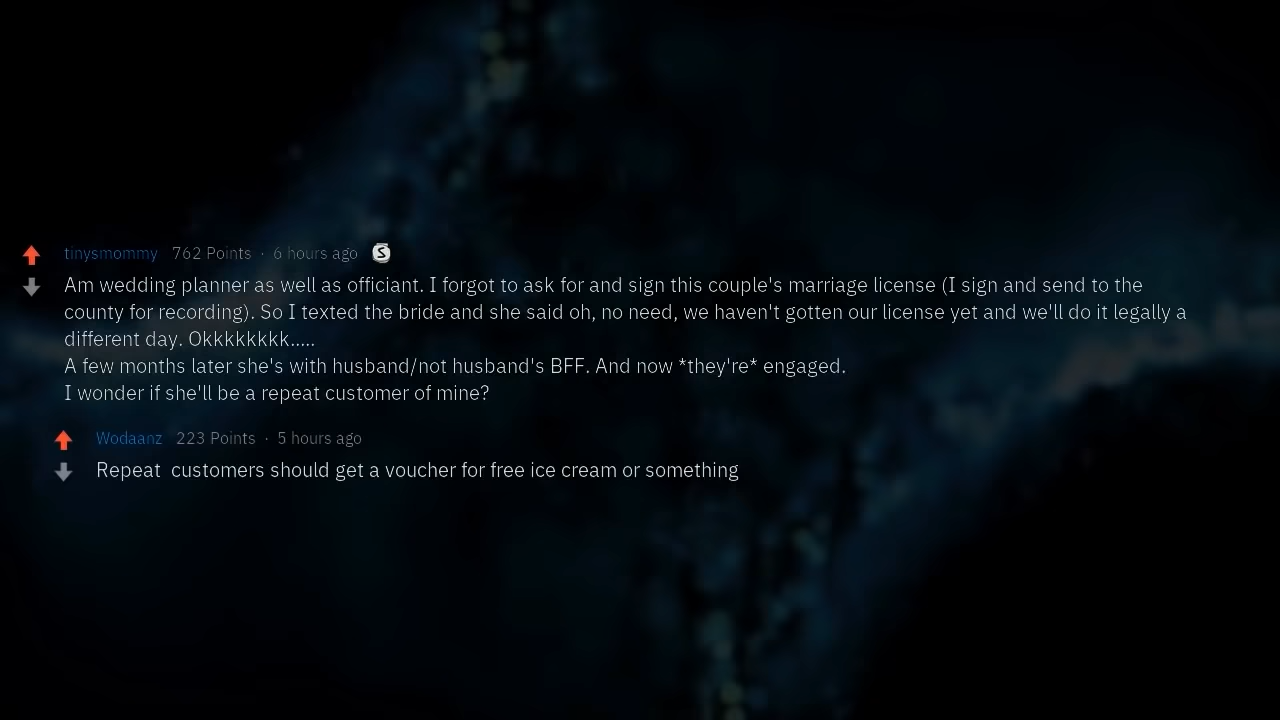 tinysmommy 762 Points · 6 hours ago
Am wedding planner as well as officiant. I forgot to ask for and sign this couple's marriage license (I sign and send to the
county for recording). So I texted the bride and she said oh, no need, we haven't gotten our license yet and we'll do it legally a
different day. Okkkkkkkk.....
A few months later she's with husband/not husband's BFF. And now *they're* engaged.
I wonder if she'll be a repeat customer of mine?
Wodaanz 223 Points · 5 hours ago
Repeat  customers should get a voucher for free ice cream or something